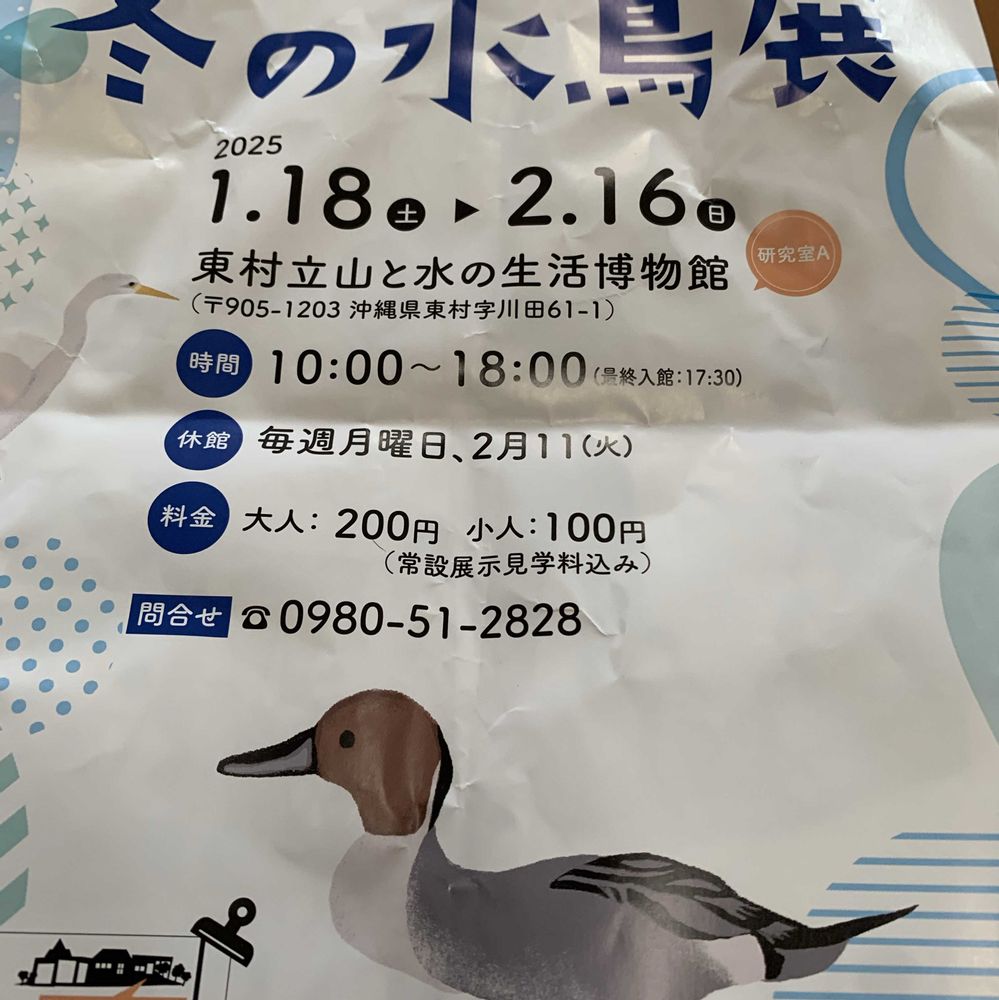 冬の水鳥展
2025
1.18土▶2.16日
東村立山と水の生活博物館
研究室A
(〒905-1203 沖縄県東村字川田61-1)
時間 10:00～18:00(最終入館:17:30)
休館 毎週月曜日、2月11(火)
料金 大人: 200円 小人:100円
(常設展示見学料込み)
問合せ ☎0980-51-2828